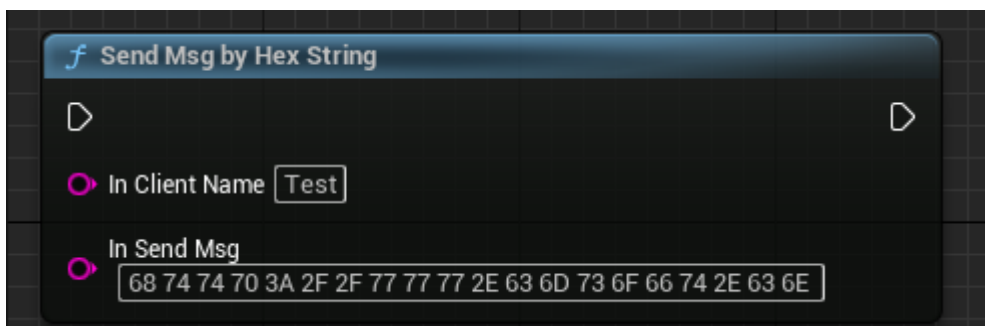 Send Msg by Hex String
In Client Name Test
In Send Msg
68 74 74 70 3A 2F 2F 77 77 77 2E 63 6D 73 6F 66 74 2E 63 6E